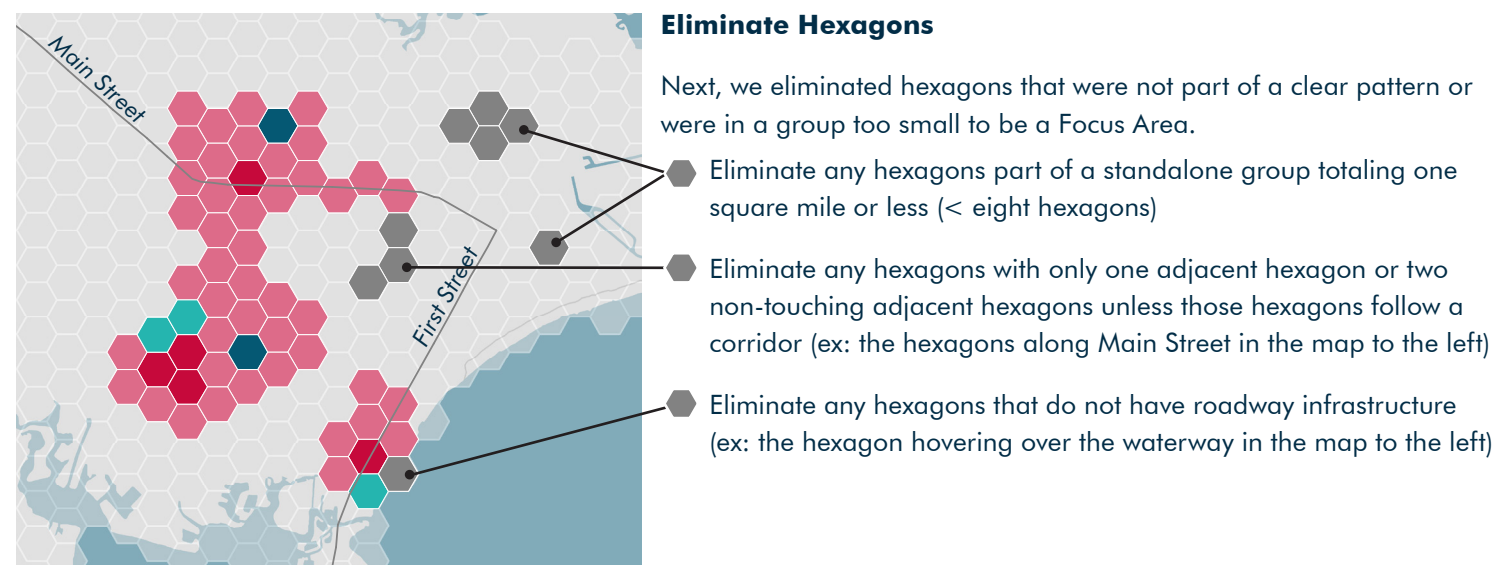 Main Street
First Street
Eliminate Hexagons
Next, we eliminated hexagons that were not part of a clear pattern or
were in a group too small to be a Focus Area.
Eliminate any hexagons part of a standalone group totaling one
square mile or less (< eight hexagons)
Eliminate any hexagons with only one adjacent hexagon or two
non-touching adjacent hexagons unless those hexagons follow a
corridor (ex: the hexagons along Main Street in the map to the left)
Eliminate any hexagons that do not have roadway infrastructure
(ex: the hexagon hovering over the waterway in the map to the left)